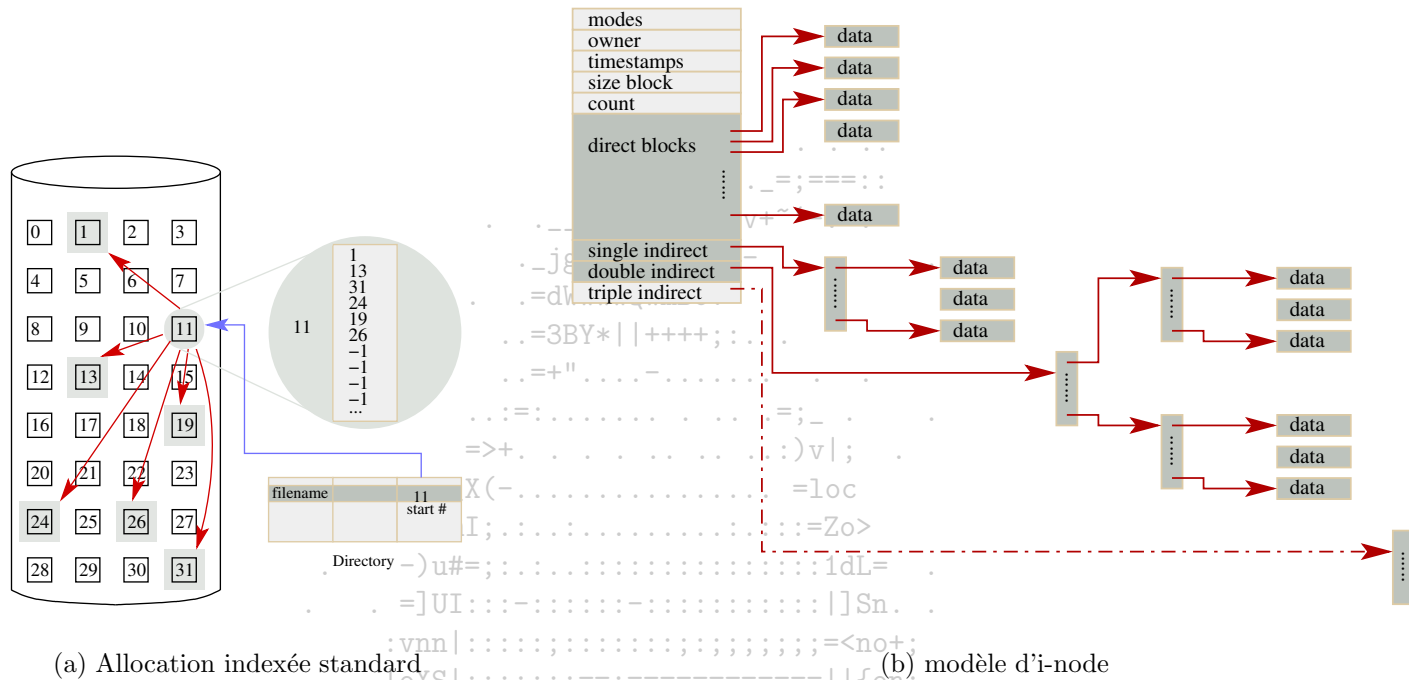 0 1 2 3
4 5 6 7
8 9 10 11
12 13 14 15
16 17 18 19
20 21 22 23
24 25 26 27
28 29 30 31
11
1
13
31
24
19
26
−1
−1
−1
−1
...
filename 11
start #
Directory
(a) Allocation indexée standard
modes
owner
timestamps
size block
count
direct blocks
single indirect
double indirect
triple indirect
data
data
data
data
data
data
data
data
data
data
data
data
data
data
(b) modèle d'i-node